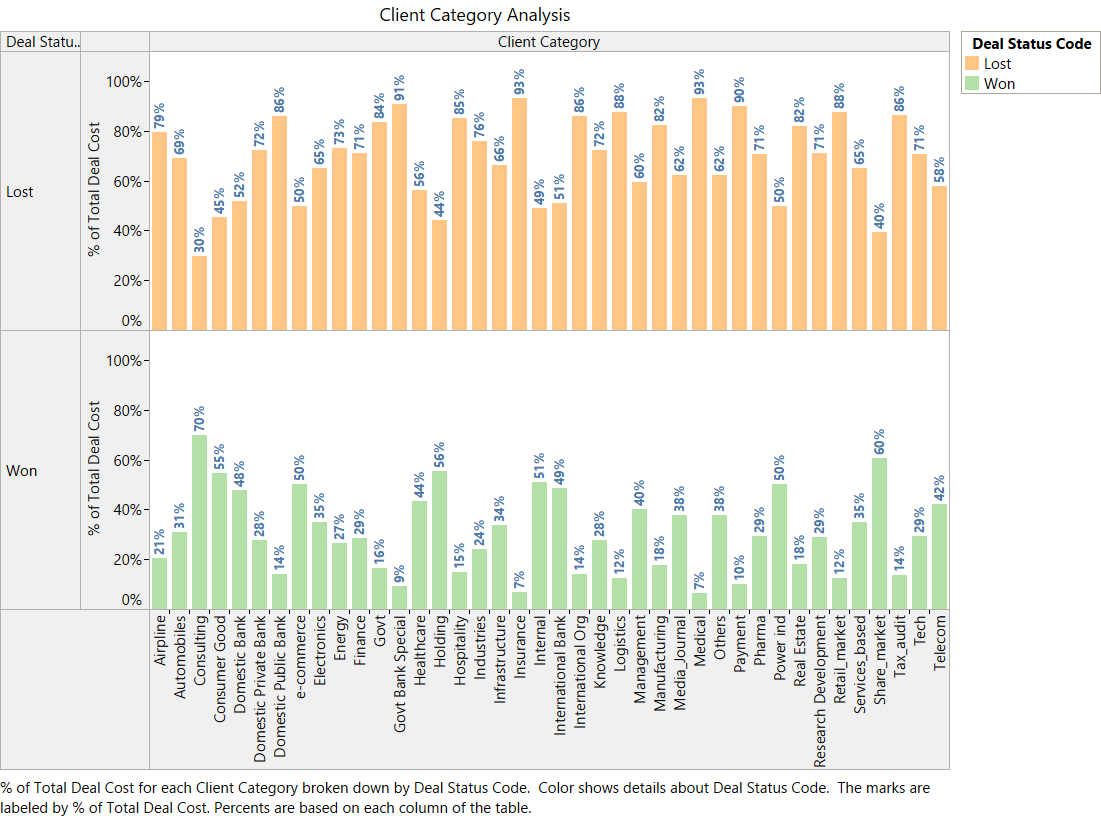 Client Category Analysis
Deal Statu..
Client Category
Deal Status Code
Lost
Won
Lost
% of Total Deal Cost
100%
80%
60%
40%
20%
0%
79%
69%
30%
45%
52%
72%
86%
50%
65%
73%
71%
84%
91%
56%
44%
85%
76%
66%
93%
49%
51%
86%
72%
88%
60%
82%
62%
93%
62%
90%
71%
50%
82%
71%
88%
65%
40%
86%
71%
58%
Won
% of Total Deal Cost
100%
80%
60%
40%
20%
0%
21%
31%
70%
55%
48%
28%
14%
50%
35%
27%
29%
16%
9%
44%
56%
15%
24%
34%
7%
51%
49%
14%
28%
12%
40%
18%
38%
7%
38%
10%
29%
50%
18%
29%
12%
35%
60%
14%
29%
42%
Airpline
Automobiles
Consulting
Consumer Good
Domestic Bank
Domestic Private Bank
Domestic Public Bank
e-commerce
Electronics
Energy
Finance
Govt
Govt Bank Special
Healthcare
Holding
Hospitality
Industries
Infrastructure
Insurance
Internal
International Bank
International Org
Knowledge
Logistics
Management
Manufacturing
Media_Journal
Medical
Others
Payment
Pharma
Power ind
Real Estate
Research Development
Retail_market
Services_based
Share_market
Tax_audit
Tech
Telecom
% of Total Deal Cost for each Client Category broken down by Deal Status Code.  Color shows details about Deal Status Code.  The marks are
labeled by % of Total Deal Cost. Percents are based on each column of the table.